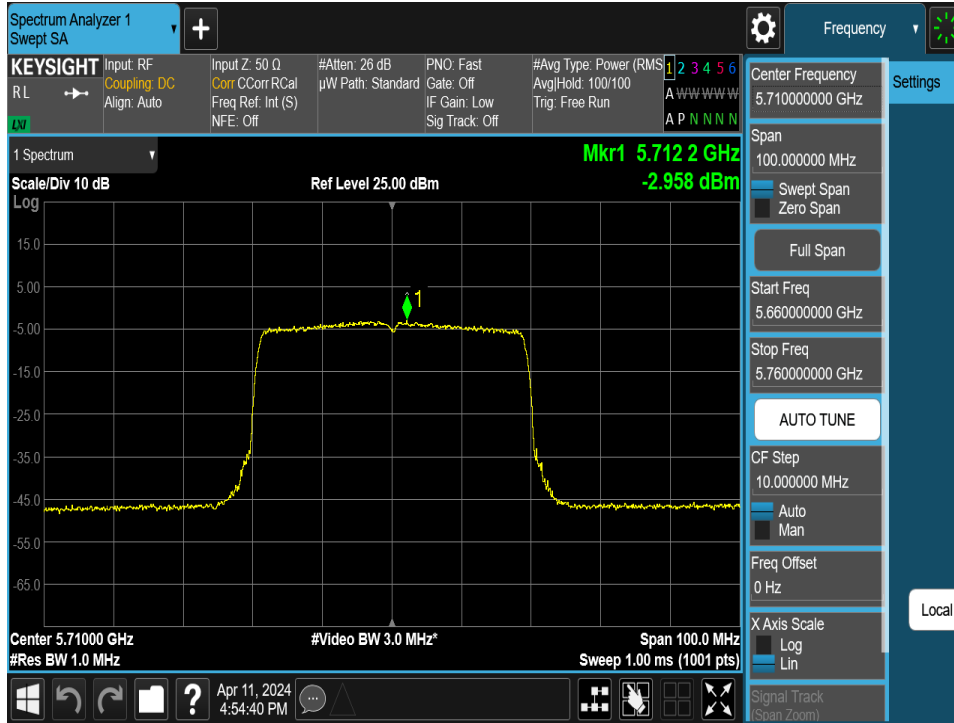 Spectrum Analyzer 1
Swept SA
+
Frequency
KEYSIGHT
RL
LXI
Input: RF
Coupling: DC
Align: Auto
Input Z: 50 Ω
Corr CCorr RCal
Freq Ref: Int (S)
NFE: Off
#Atten: 26 dB
µW Path: Standard
PNO: Fast
Gate: Off
IF Gain: Low
Sig Track: Off
#Avg Type: Power (RMS
Avg|Hold: 100/100
Trig: Free Run
1 2 3 4 5 6
A W W W W W
A P N N N N
1 Spectrum
Mkr1 5.712 2 GHz
-2.958 dBm
Scale/Div 10 dB
Ref Level 25.00 dBm
Log
15.0
5.00
-5.00
-15.0
-25.0
-35.0
-45.0
-55.0
-65.0
1
Center 5.71000 GHz
#Video BW 3.0 MHz*
Span 100.0 MHz
#Res BW 1.0 MHz
Sweep 1.00 ms (1001 pts)
Center Frequency
5.710000000 GHz
Settings
Span
100.000000 MHz
Swept Span
Zero Span
Full Span
Start Freq
5.660000000 GHz
Stop Freq
5.760000000 GHz
AUTO TUNE
CF Step
10.000000 MHz
Auto
Man
Freq Offset
0 Hz
Local
X Axis Scale
Log
Lin
Signal Track
(Span Zoom)
?
Apr 11, 2024
4:54:40 PM